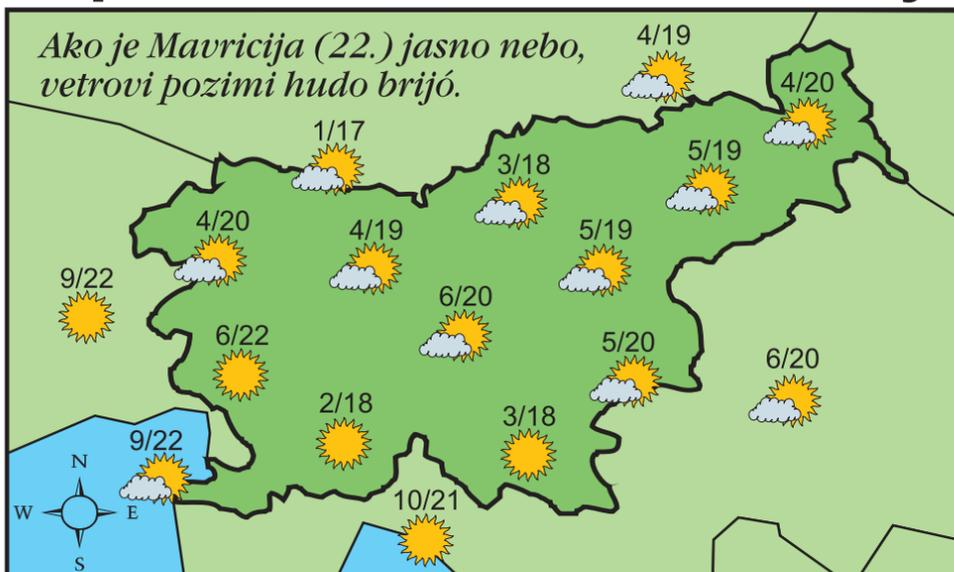 Ako je Mavricija (22.) jasno nebo,
vetrovi pozimi hudo brijó.
4/19
4/20
1/17
3/18
5/19
4/20
4/19
5/19
9/22
6/20
6/22
5/20
6/20
2/18
3/18
9/22
10/21
N
W
E
S